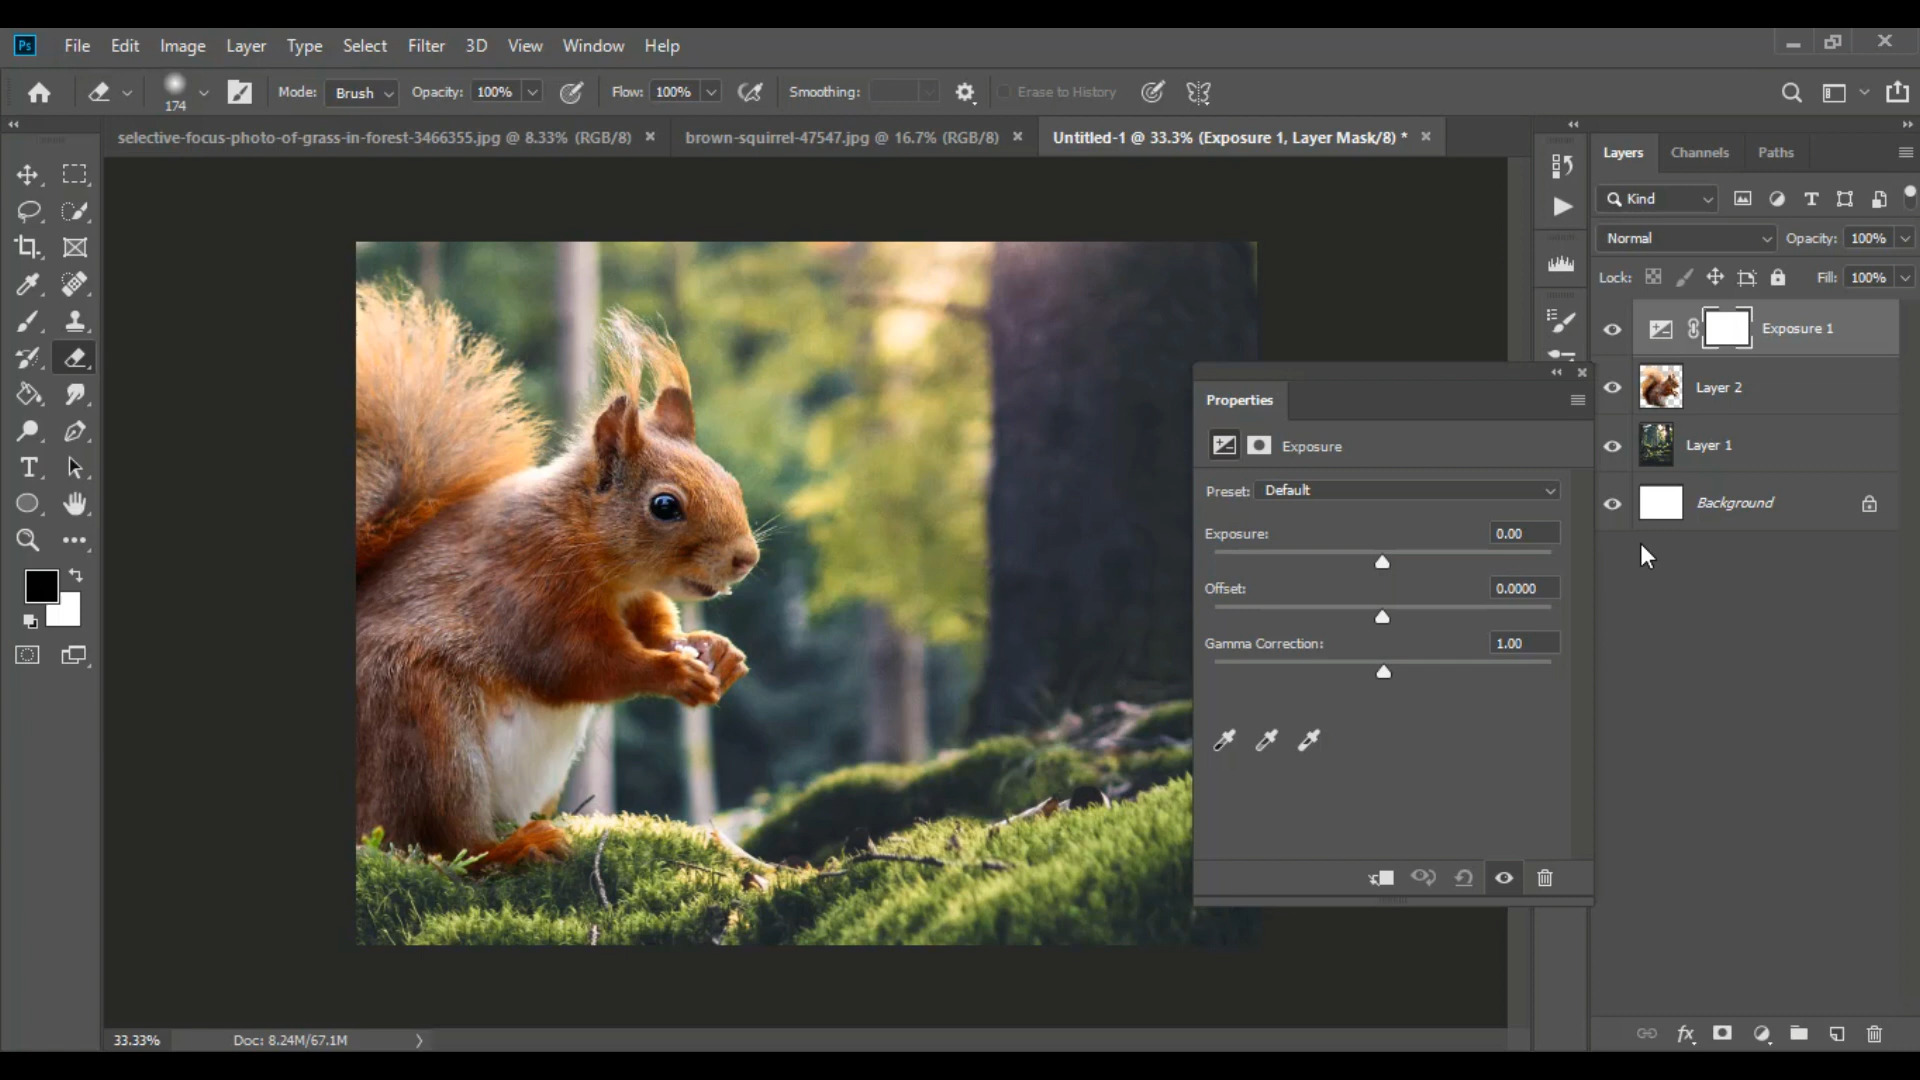 Ps File Edit Image Layer Type Select Filter 3D View Window Help
174 Mode: Brush Opacity: 100% Flow: 100% Smoothing: Erase to History
selective-focus-photo-of-grass-in-forest-3466355.jpg @ 8.33% (RGB/8) brown-squirrel-47547.jpg @ 16.7% (RGB/8) Untitled-1 @ 33.3% (Exposure 1, Layer Mask/8) *
Layers Channels Paths
Kind
Normal Opacity: 100%
Lock: Fill: 100%
Exposure 1
Layer 2
Layer 1
Background
Properties
Exposure
Preset: Default
Exposure: 0.00
Offset: 0.0000
Gamma Correction: 1.00
33.33% Doc: 8.24M/67.1M